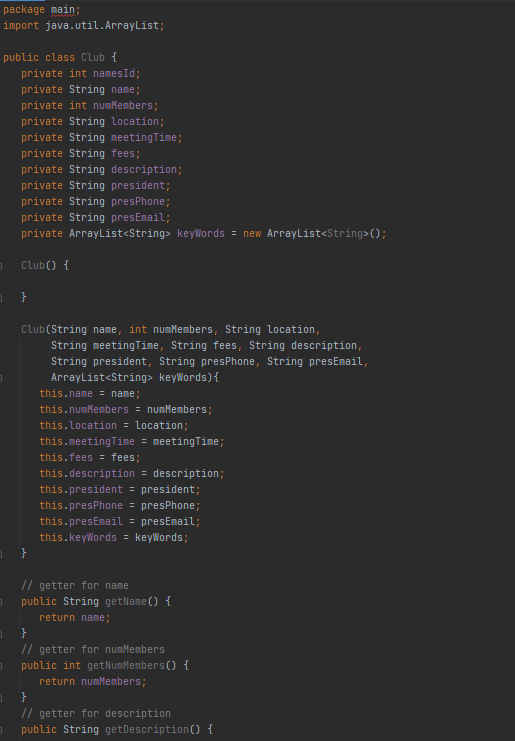 package main;
import java.util.ArrayList;
public class Club {
private int namesId;
private String name;
private int numMembers;
private String location;
private String meetingTime;
private String fees;
private String description;
private String president;
private String presPhone;
private String presEmail;
private ArrayList<String> keyWords = new ArrayList<String>();
Club() {
}
Club(String name, int numMembers, String location,
String meetingTime, String fees, String description,
String president, String presPhone, String presEmail,
ArrayList<String> keyWords){
this.name = name;
this.numMembers = numMembers;
this.location = location;
this.meetingTime = meetingTime;
this.fees = fees;
this.description = description;
this.president = president;
this.presPhone = presPhone;
this.presEmail = presEmail;
this.keyWords = keyWords;
}
// getter for name
public String getName() {
return name;
}
// getter for numMembers
public int getNumMembers() {
return numMembers;
}
// getter for description
public String getDescription() {